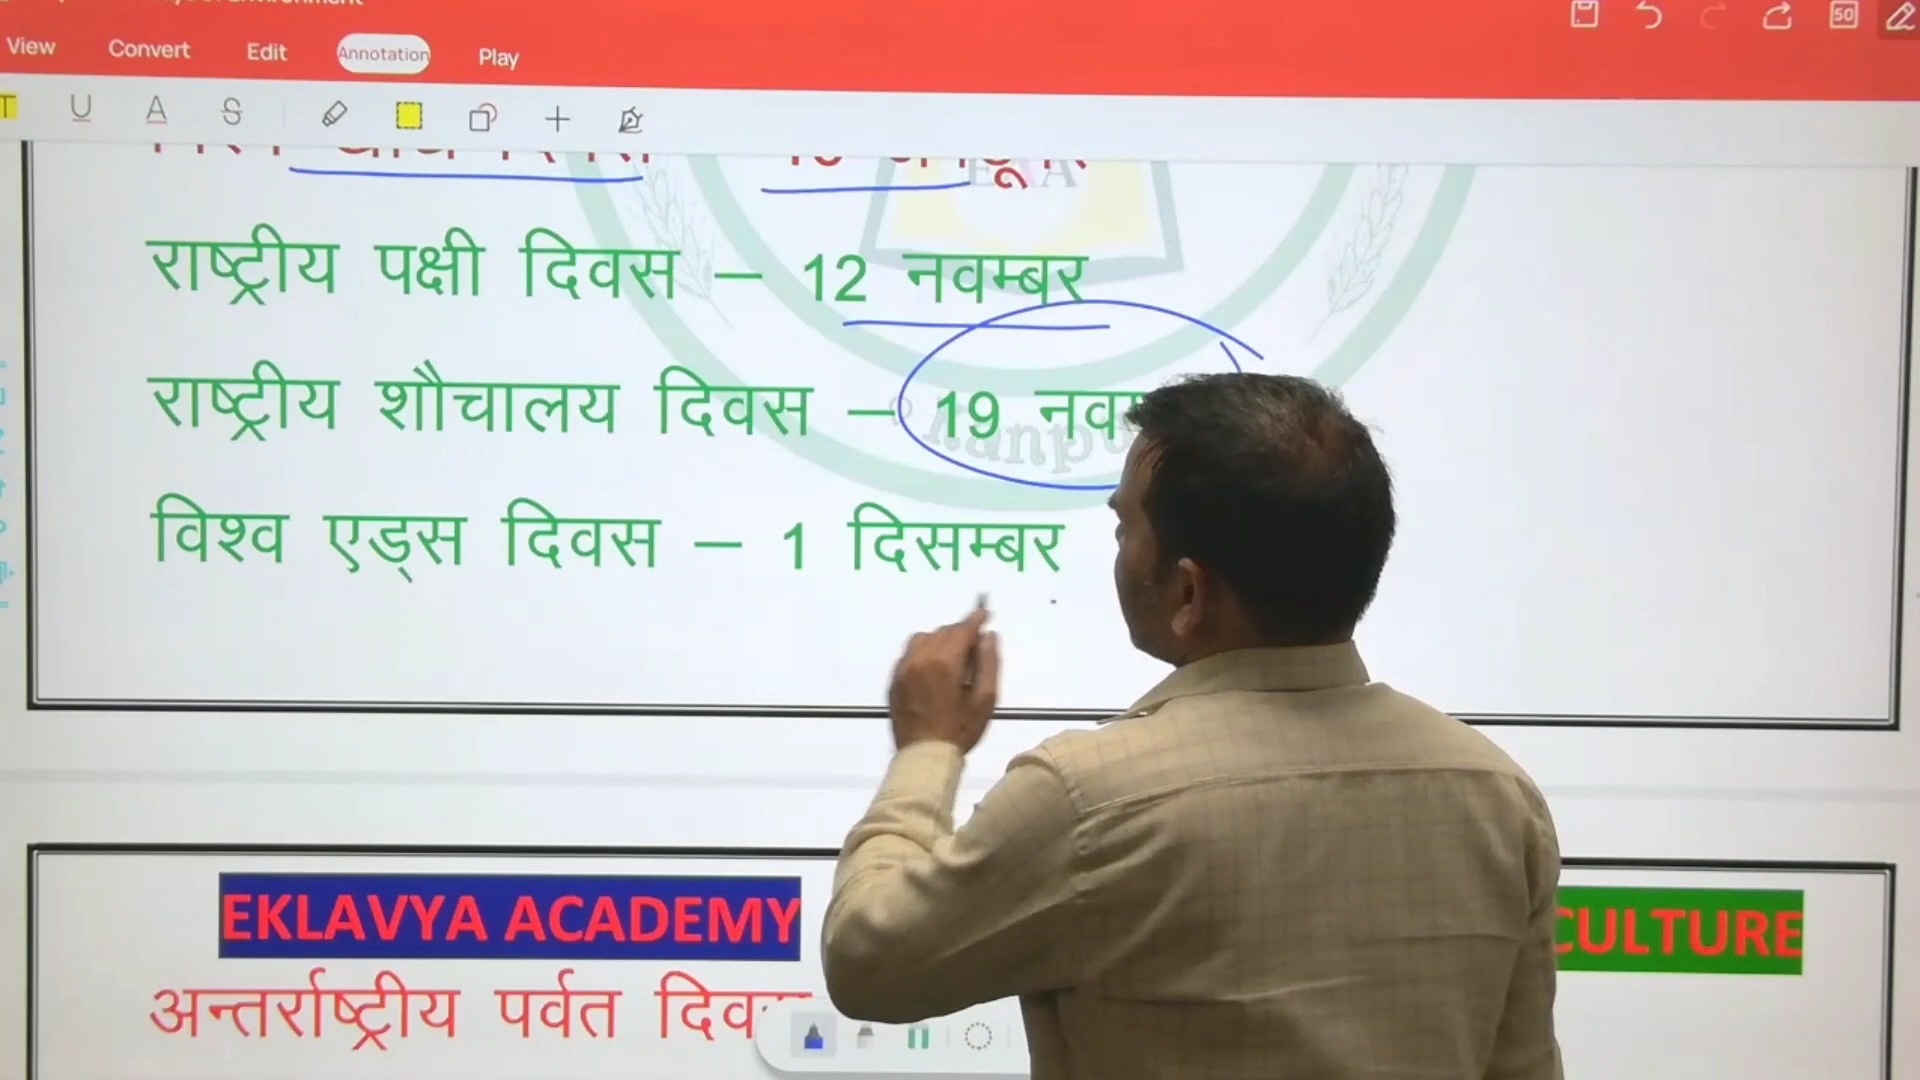 View Convert Edit Annotation Play
50
T U A S
राष्ट्रीय पक्षी दिवस – 12 नवम्बर
राष्ट्रीय शौचालय दिवस – 19
विश्व एड्स दिवस – 1 दिसम्बर
EKLAVYA ACADEMY CULTURE
अन्तर्राष्ट्रीय पर्वत